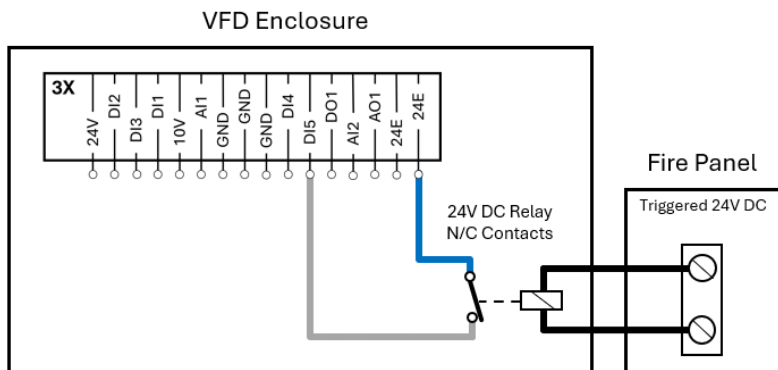 VFD Enclosure
3X
24V
DI2
DI3
DI1
10V
AI1
GND
GND
GND
DI4
DI5
DO1
AI2
AO1
24E
24E
24V DC Relay
N/C Contacts
Fire Panel
Triggered 24V DC